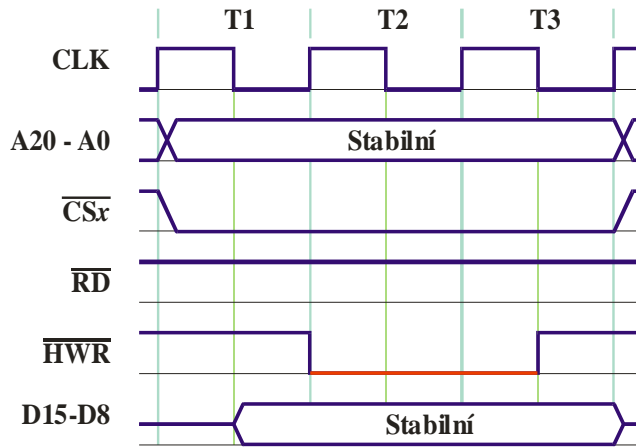 T1 T2 T3
CLK
A20 - A0 Stabilní
CSx
RD
HWR
D15-D8 Stabilní